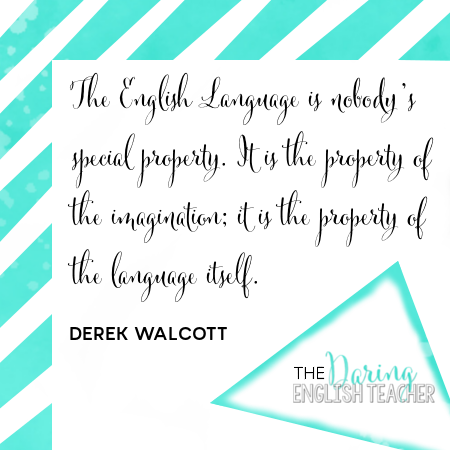 The English Language is nobody's
special property. It is the property of
the imagination; it is the property of
the language itself.
DEREK WALCOTT
THE Daring
ENGLISH TEACHER